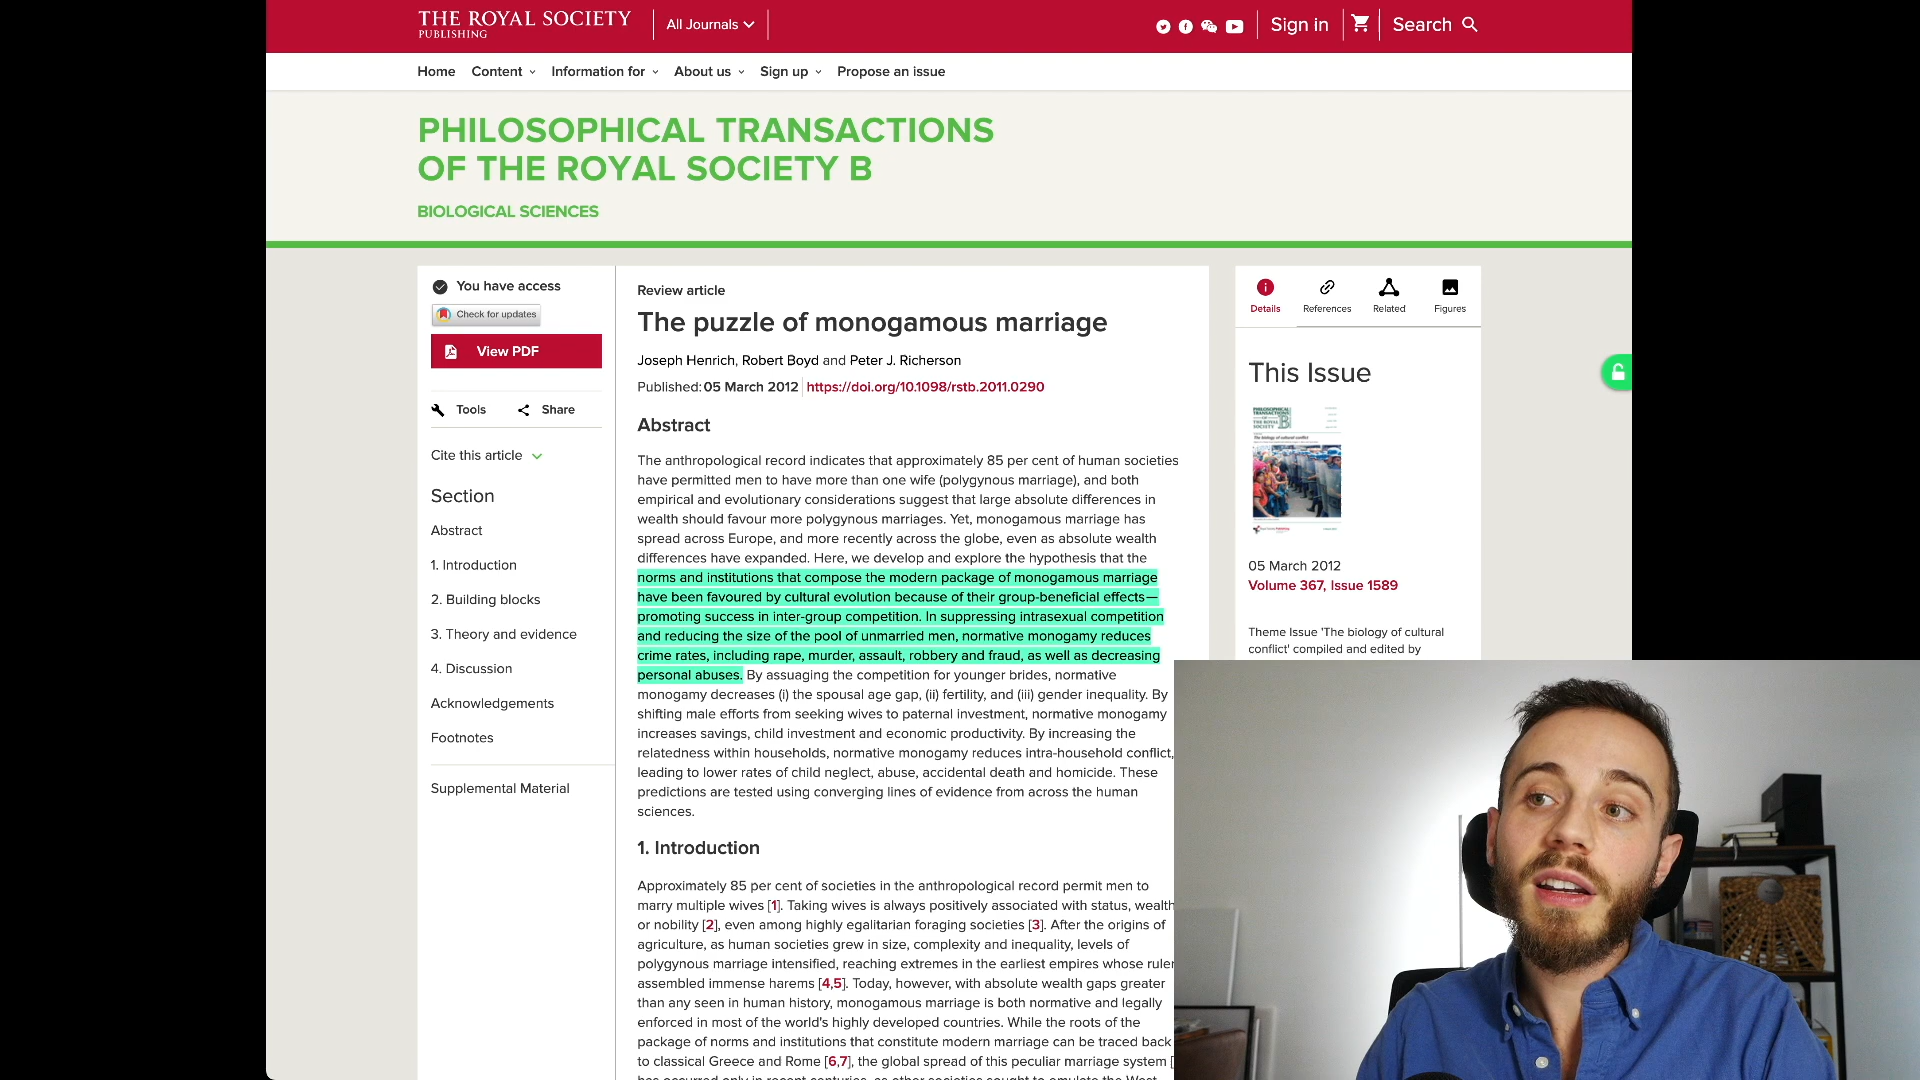 THE ROYAL SOCIETY
PUBLISHING
All Journals
Sign in
Search
Home
Content
Information for
About us
Sign up
Propose an issue
PHILOSOPHICAL TRANSACTIONS
OF THE ROYAL SOCIETY B
BIOLOGICAL SCIENCES
You have access
Check for updates
View PDF
Tools
Share
Cite this article
Section
Abstract
1. Introduction
2. Building blocks
3. Theory and evidence
4. Discussion
Acknowledgements
Footnotes
Supplemental Material
Review article
The puzzle of monogamous marriage
Joseph Henrich, Robert Boyd and Peter J. Richerson
Published: 05 March 2012 https://doi.org/10.1098/rstb.2011.0290
Abstract
The anthropological record indicates that approximately 85 per cent of human societies
have permitted men to have more than one wife (polygynous marriage), and both
empirical and evolutionary considerations suggest that large absolute differences in
wealth should favour more polygynous marriages. Yet, monogamous marriage has
spread across Europe, and more recently across the globe, even as absolute wealth
differences have expanded. Here, we develop and explore the hypothesis that the
norms and institutions that compose the modern package of monogamous marriage
have been favoured by cultural evolution because of their group-beneficial effects—
promoting success in inter-group competition. In suppressing intrasexual competition
and reducing the size of the pool of unmarried men, normative monogamy reduces
crime rates, including rape, murder, assault, robbery and fraud, as well as decreasing
personal abuses. By assuaging the competition for younger brides, normative
monogamy decreases (i) the spousal age gap, (ii) fertility, and (iii) gender inequality. By
shifting male efforts from seeking wives to paternal investment, normative monogamy
increases savings, child investment and economic productivity. By increasing the
relatedness within households, normative monogamy reduces intra-household conflict,
leading to lower rates of child neglect, abuse, accidental death and homicide. These
predictions are tested using converging lines of evidence from across the human
sciences.
1. Introduction
Approximately 85 per cent of societies in the anthropological record permit men to
marry multiple wives [1]. Taking wives is always positively associated with status, wealth
or nobility [2], even among highly egalitarian foraging societies [3]. After the origins of
agriculture, as human societies grew in size, complexity and inequality, levels of
polygynous marriage intensified, reaching extremes in the earliest empires whose ruler
assembled immense harems [4,5]. Today, however, with absolute wealth gaps greater
than any seen in human history, monogamous marriage is both normative and legally
enforced in most of the world's highly developed countries. While the roots of the
package of norms and institutions that constitute modern marriage can be traced back
to classical Greece and Rome [6,7], the global spread of this peculiar marriage system [
Details
References
Related
Figures
This Issue
PHILOSOPHICAL
TRANSACTIONS
The biology of cultural conflict
05 March 2012
Volume 367, Issue 1589
Theme Issue 'The biology of cultural
conflict' compiled and edited by